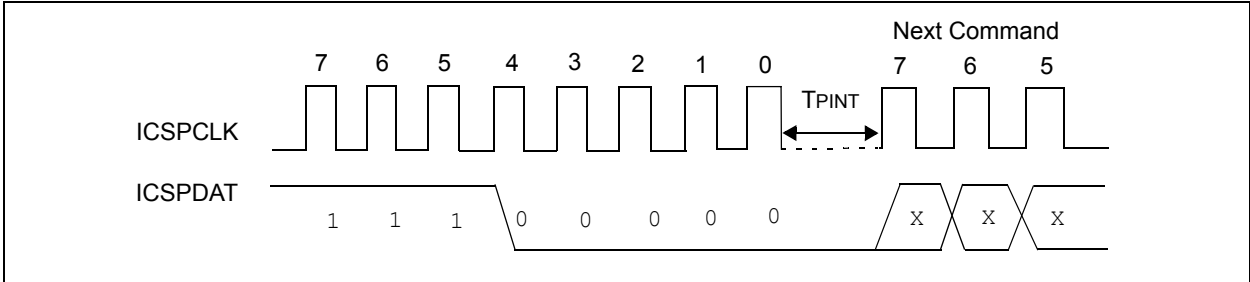 Next Command
7 6 5 4 3 2 1 0 7 6 5
TPINT
ICSPCLK
ICSPDAT
1 1 1 0 0 0 0 0 X X X